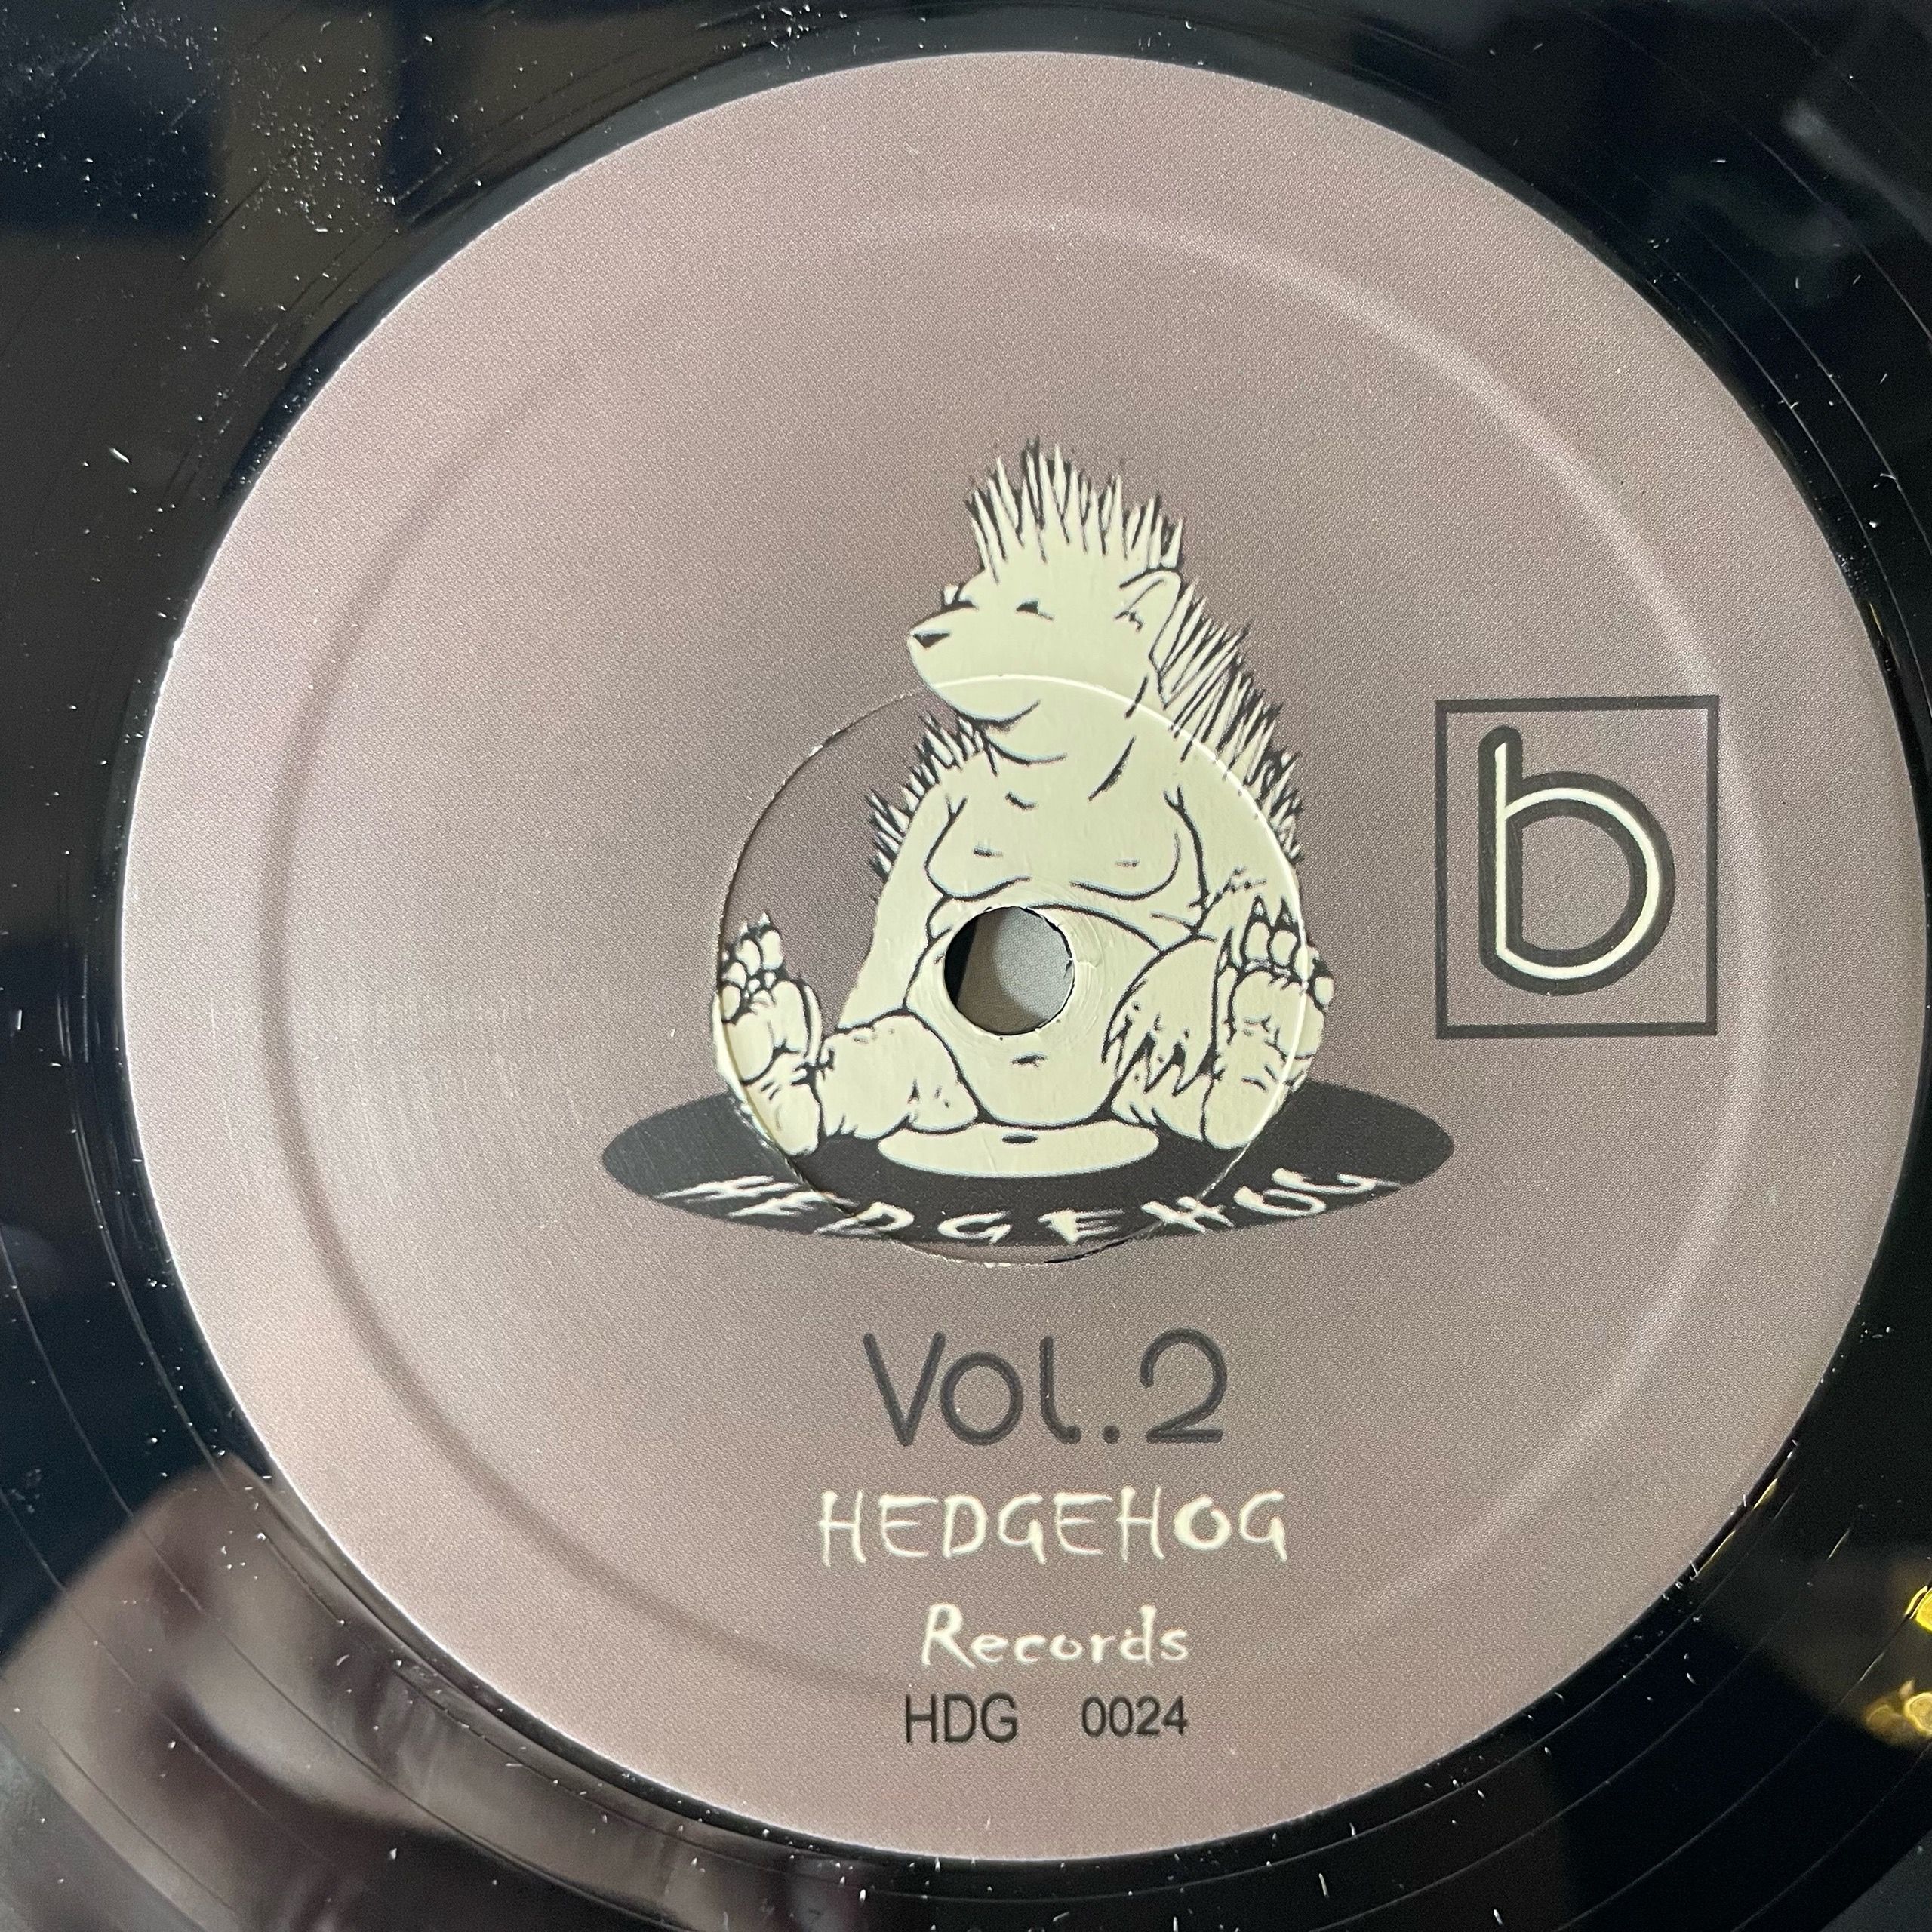 b
HEDGEHOG
Vol.2
HEDGEHOG
Records
HDG 0024